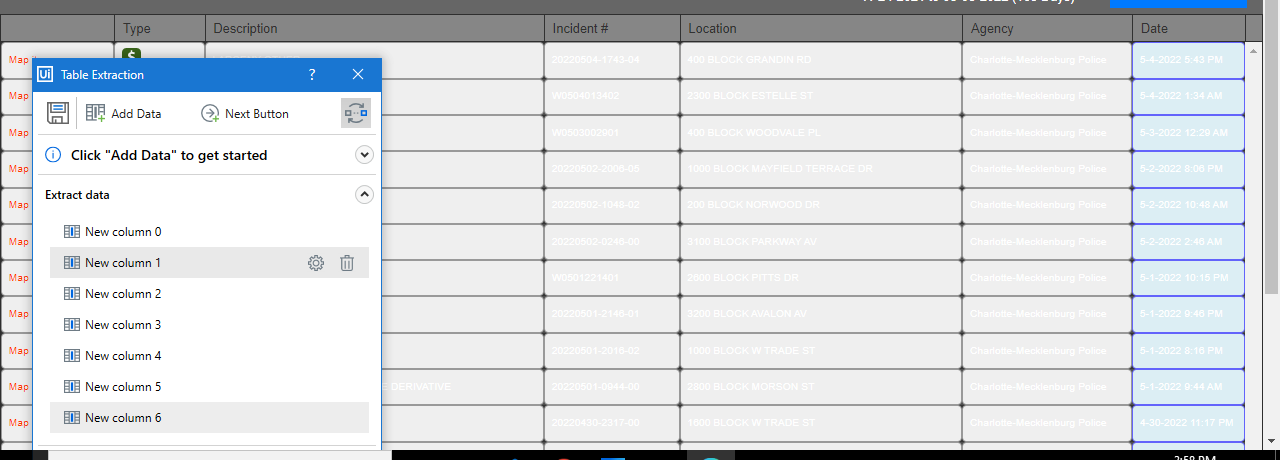 Type Description Incident # Location Agency Date
Map 20220504-1743-04 400 BLOCK GRANDIN RD Charlotte-Mecklenburg Police 5-4-2022 5:43 PM
Ui Table Extraction ? 
W0504013402 2300 BLOCK ESTELLE ST Charlotte-Mecklenburg Police 5-4-2022 1:34 AM
Add Data Next Button
Map W0503002901 400 BLOCK WOODVALE PL Charlotte-Mecklenburg Police 5-3-2022 12:29 AM
Click "Add Data" to get started
Map 20220502-2006-05 1000 BLOCK MAYFIELD TERRACE DR Charlotte-Mecklenburg Police 5-2-2022 8:06 PM
Extract data
Map 20220502-1048-02 200 BLOCK NORWOOD DR Charlotte-Mecklenburg Police 5-2-2022 10:48 AM
New column 0
Map 20220502-0246-00 3100 BLOCK PARKWAY AV Charlotte-Mecklenburg Police 5-2-2022 2:46 AM
New column 1
Map W0501221401 2600 BLOCK PITTS DR Charlotte-Mecklenburg Police 5-1-2022 10:15 PM
New column 2
Map 20220501-2146-01 3200 BLOCK AVALON AV Charlotte-Mecklenburg Police 5-1-2022 9:46 PM
New column 3
Map 20220501-2016-02 1000 BLOCK W TRADE ST Charlotte-Mecklenburg Police 5-1-2022 8:16 PM
New column 4
Map DERIVATIVE 20220501-0944-00 2800 BLOCK MORSON ST Charlotte-Mecklenburg Police 5-1-2022 9:44 AM
New column 5
Map 20220430-2317-00 1600 BLOCK W TRADE ST Charlotte-Mecklenburg Police 4-30-2022 11:17 PM
New column 6